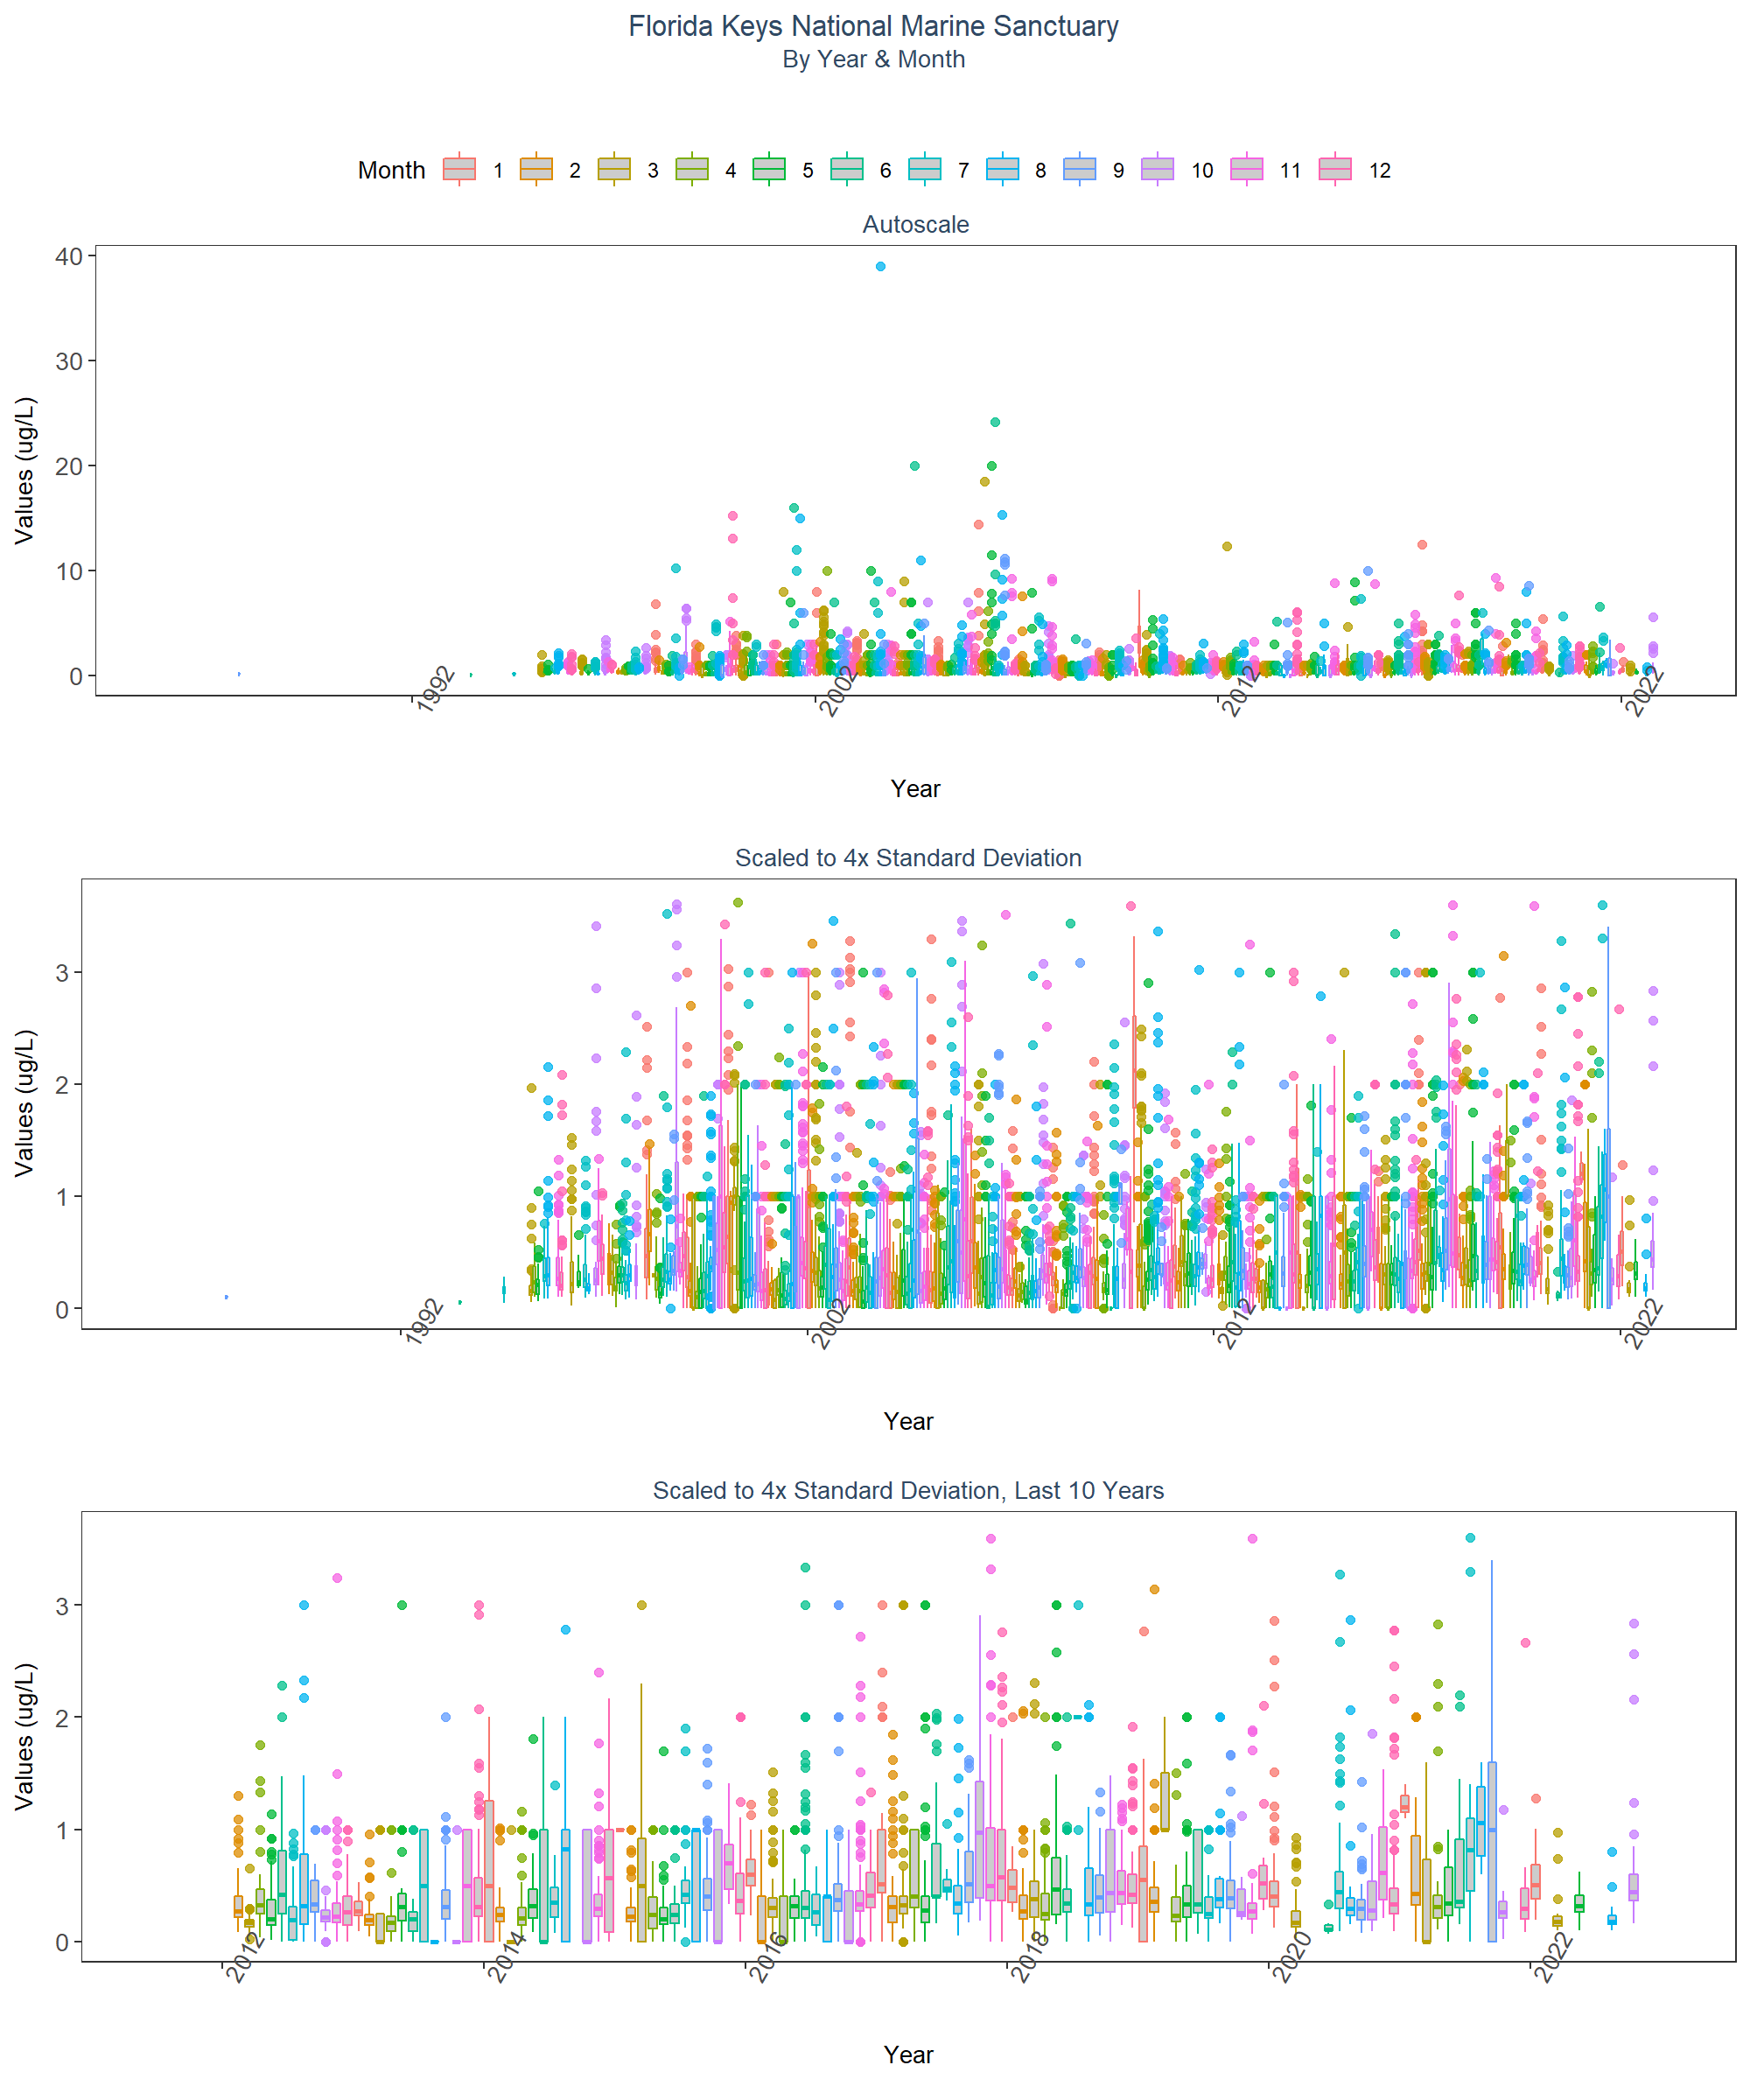 Florida Keys National Marine Sanctuary
By Year & Month
Month 1 2 3 4 5 6 7 8 9 10 11 12
Autoscale
Values (ug/L)
40
30
20
10
0
1992 2002 2012 2022
Year
Scaled to 4x Standard Deviation
Values (ug/L)
3
2
1
0
1992 2002 2012 2022
Year
Scaled to 4x Standard Deviation, Last 10 Years
Values (ug/L)
3
2
1
0
2012 2014 2016 2018 2020 2022
Year